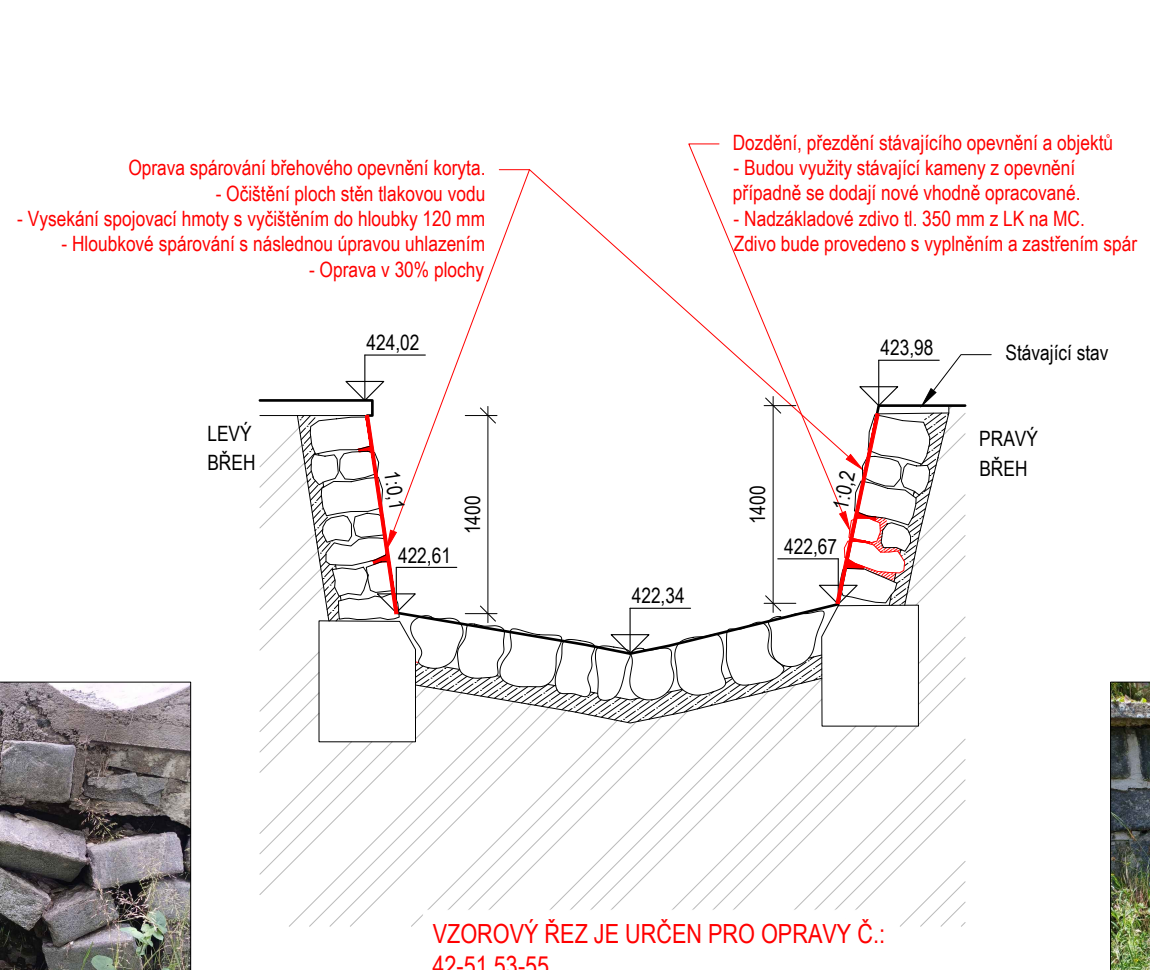 Oprava spárování břehového opevnění koryta.
- Očištění ploch stěn tlakovou vodu
- Vysekání spojovací hmoty s vyčištěním do hloubky 120 mm
- Hloubkové spárování s následnou úpravou uhlazením
- Oprava v 30% plochy
Dozdění, přezdění stávajícího opevnění a objektů
- Budou využity stávající kameny z opevnění
případně se dodají nové vhodně opracované.
- Nadzákladové zdivo tl. 350 mm z LK na MC.
Zdivo bude provedeno s vyplněním a zastřením spár
424,02
423,98
Stávající stav
LEVÝ
BŘEH
PRAVÝ
BŘEH
1:0,1
1400
1400
1:0,2
422,61
422,67
422,34
VZOROVÝ ŘEZ JE URČEN PRO OPRAVY Č.:
42-51,53-55